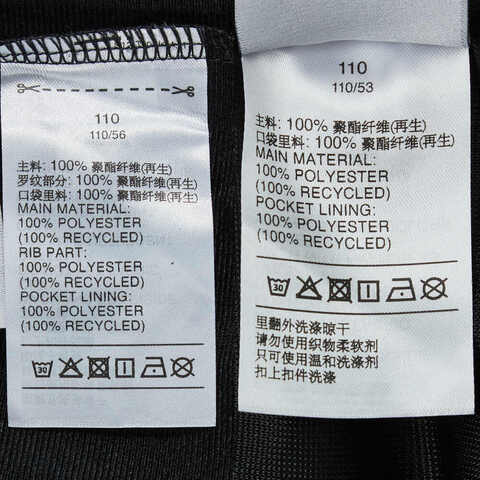 110
110/56
主料: 100% 聚酯纤维(再生)
罗纹部分: 100% 聚酯纤维(再生)
口袋里料: 100% 聚酯纤维(再生)
MAIN MATERIAL:
100% POLYESTER
(100% RECYCLED)
RIB PART:
100% POLYESTER
(100% RECYCLED)
POCKET LINING:
100% POLYESTER
(100% RECYCLED)
30
110
110/53
主料: 100% 聚酯纤维(再生)
口袋里料: 100% 聚酯纤维(再生)
MAIN MATERIAL:
100% POLYESTER
(100% RECYCLED)
POCKET LINING:
100% POLYESTER
(100% RECYCLED)
30
里翻外洗涤晾干
请勿使用织物柔软剂
只可使用温和洗涤剂
扣上扣件洗涤